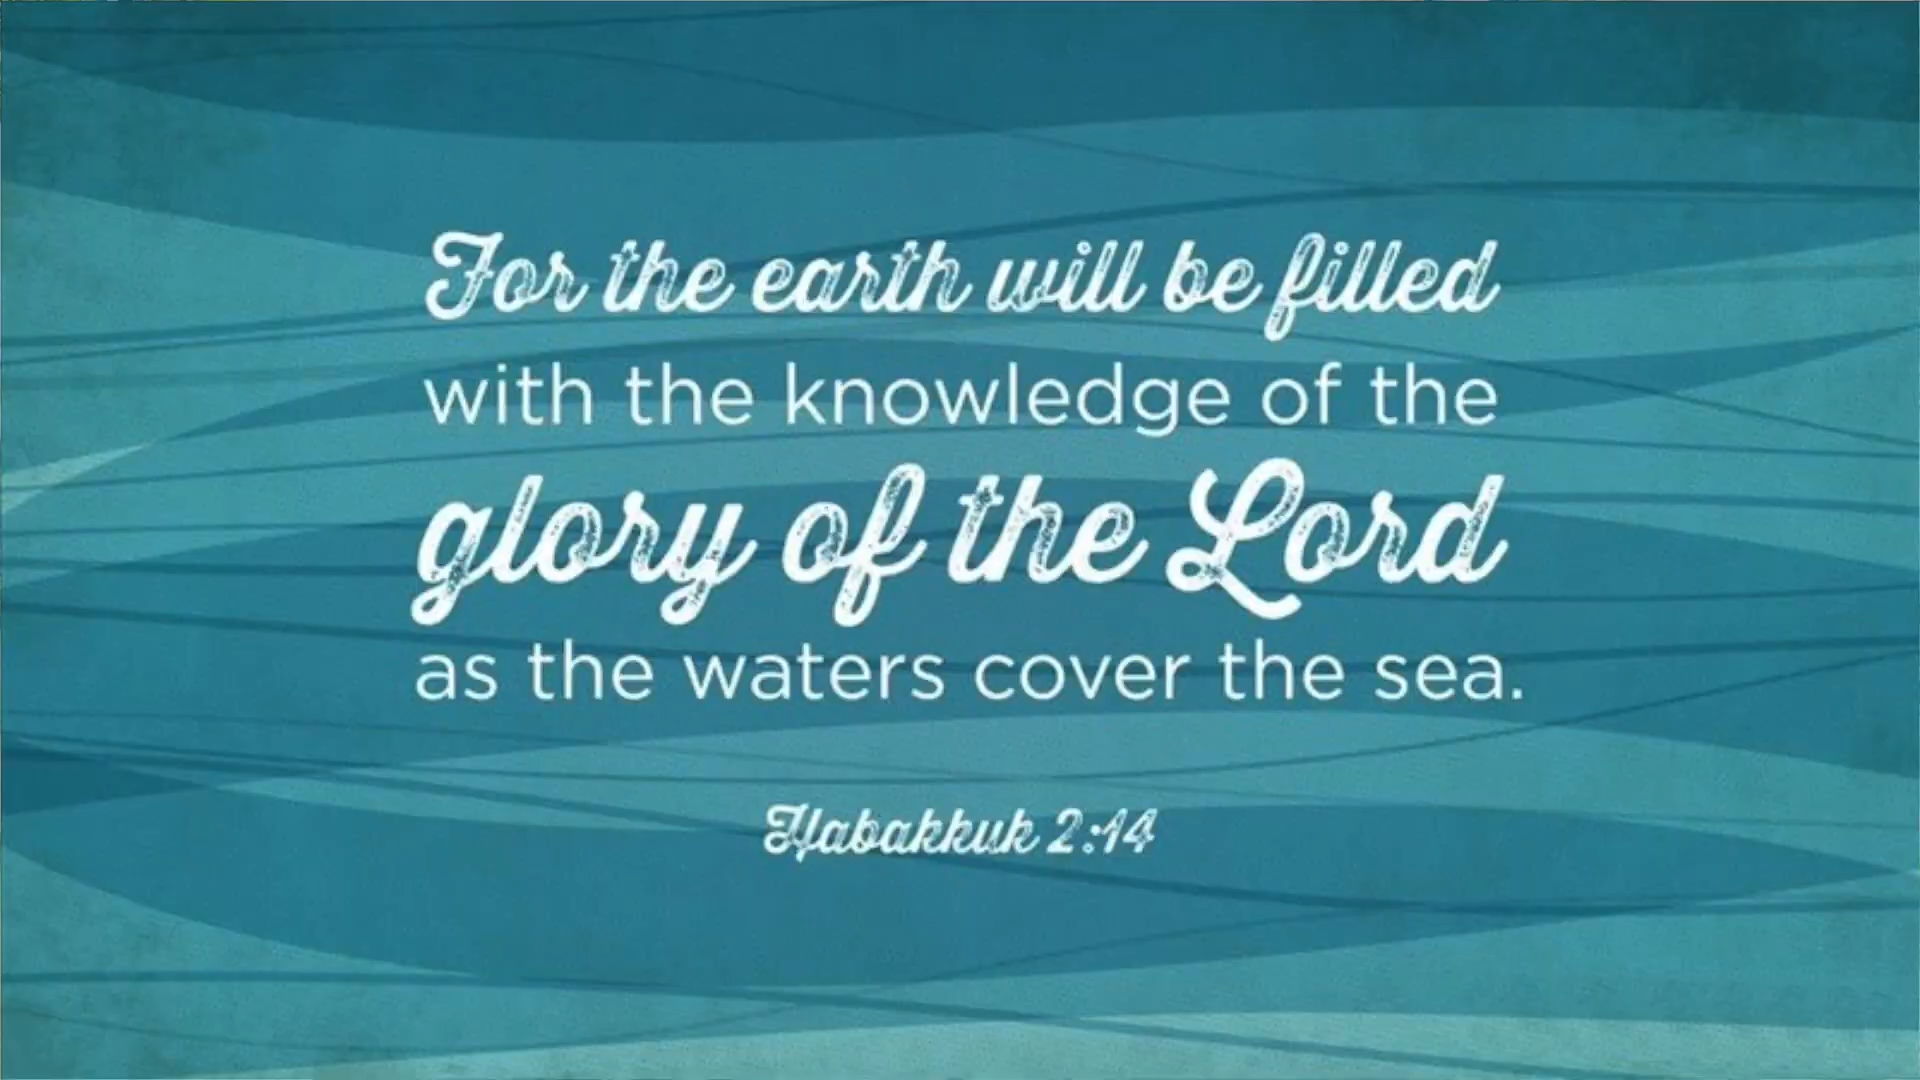 For the earth will be filled
with the knowledge of the
glory of the Lord
as the waters cover the sea.
Habakkuk 2:14